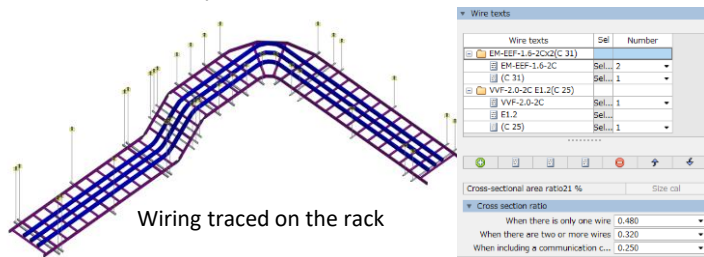 Wiring traced on the rack
Wire texts
Wire texts Sel Number
EM-EEF-1.6-2Cx2(C 31)
EM-EEF-1.6-2C Sel... 2
(C 31) Sel... 1
VVF-2.0-2C E1.2(C 25)
VVF-2.0-2C Sel... 1
E1.2 Sel...
(C 25) Sel... 1
Cross-sectional area ratio21 % Size cal
Cross section ratio
When there is only one wire 0.480
When there are two or more wires 0.320
When including a communication c... 0.250